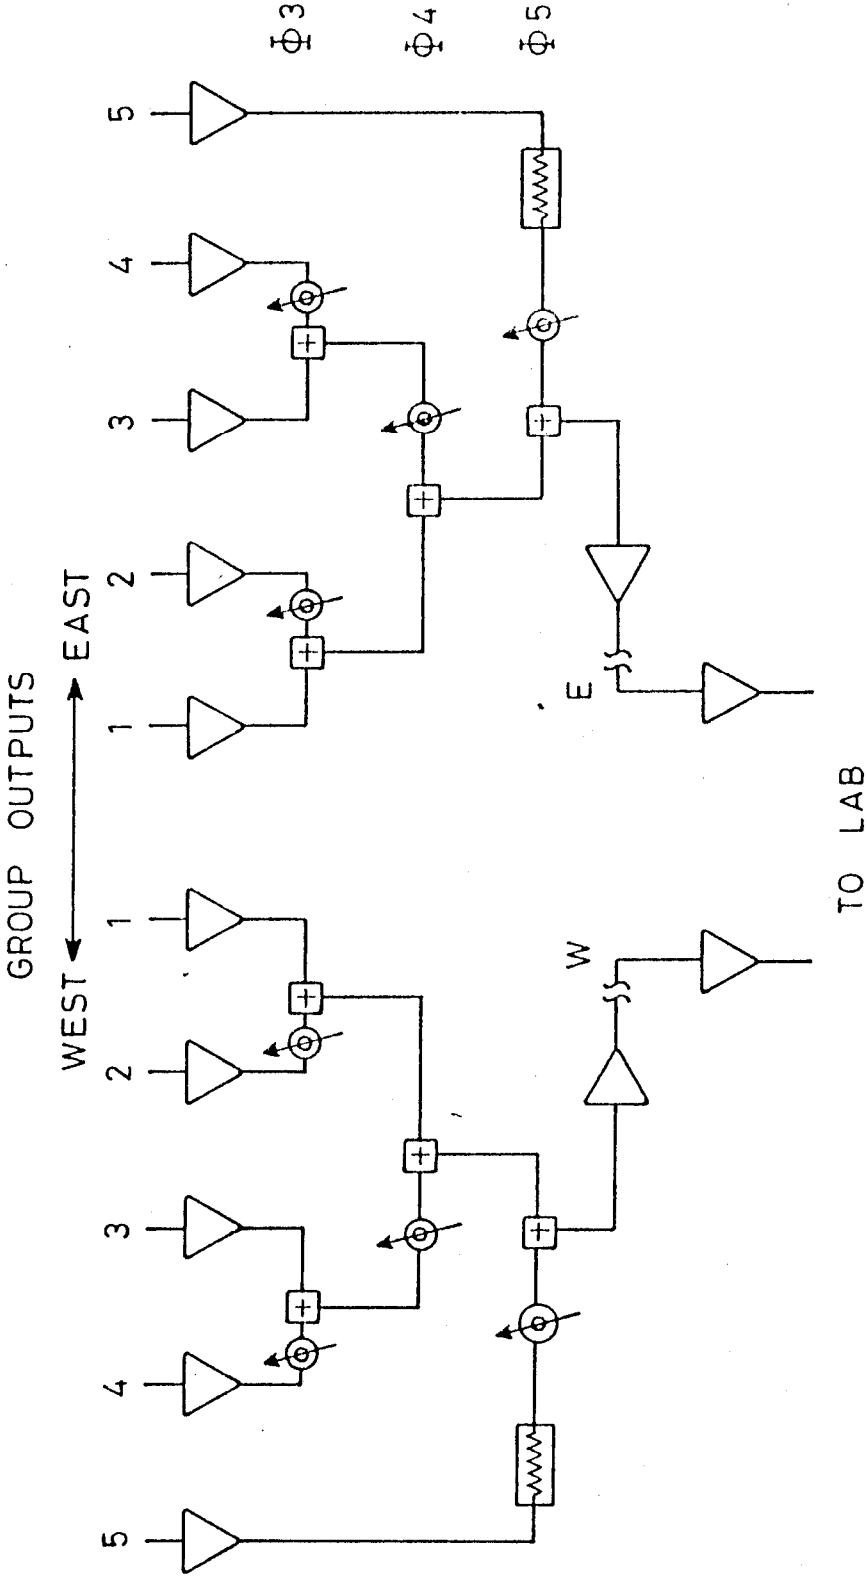 GROUP OUTPUTS
WEST EAST
5 4 3 2 1 1 2 3 4 5
Φ3
Φ4
Φ5
W E
TO LAB